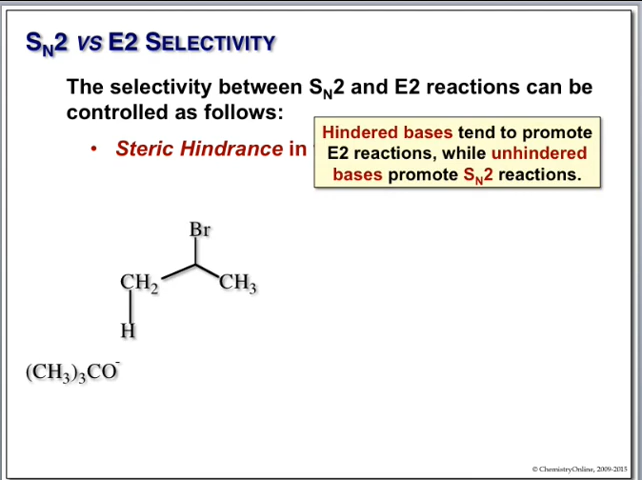 SN2 VS E2 SELECTIVITY
The selectivity between SN2 and E2 reactions can be
controlled as follows:
• Steric Hindrance in
Hindered bases tend to promote
E2 reactions, while unhindered
bases promote SN2 reactions.
Br
CH2 CH3
H
(CH3)3CO-
© ChemistryOnline, 2009-2015